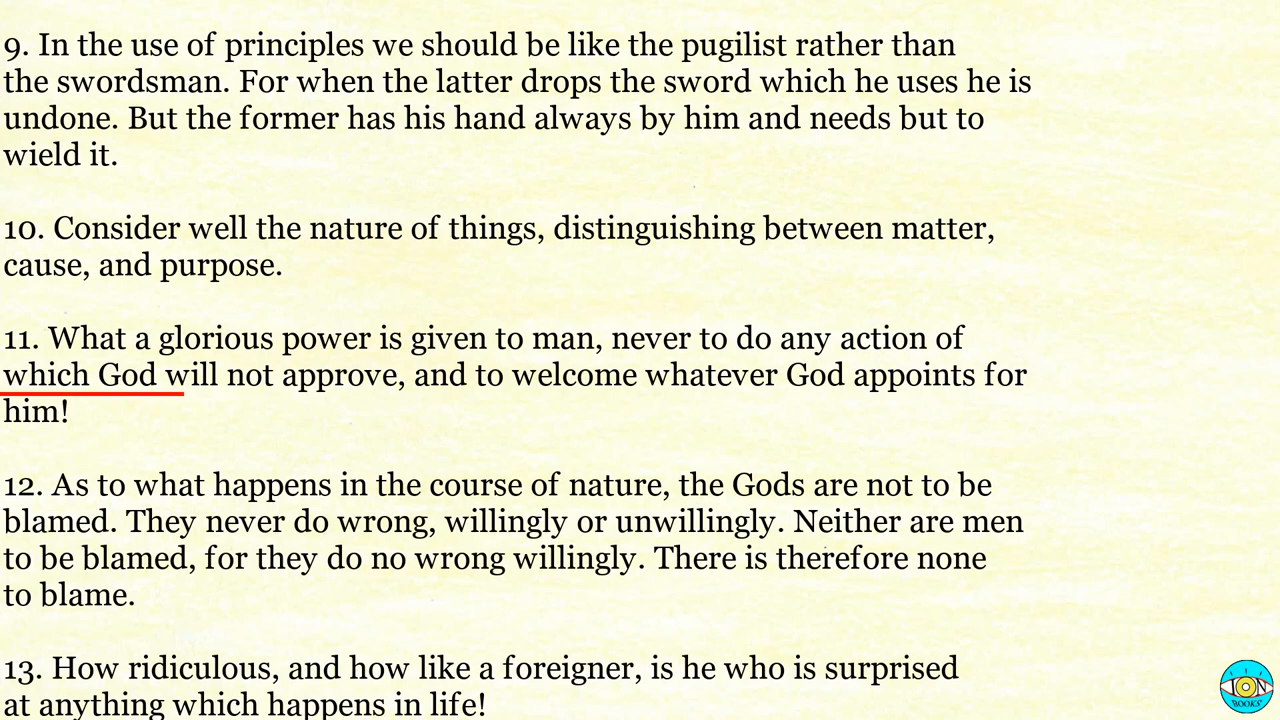 9. In the use of principles we should be like the pugilist rather than
the swordsman. For when the latter drops the sword which he uses he is
undone. But the former has his hand always by him and needs but to
wield it.
10. Consider well the nature of things, distinguishing between matter,
cause, and purpose.
11. What a glorious power is given to man, never to do any action of
which God will not approve, and to welcome whatever God appoints for
him!
12. As to what happens in the course of nature, the Gods are not to be
blamed. They never do wrong, willingly or unwillingly. Neither are men
to be blamed, for they do no wrong willingly. There is therefore none
to blame.
13. How ridiculous, and how like a foreigner, is he who is surprised
at anything which happens in life!
ION
BOOKS